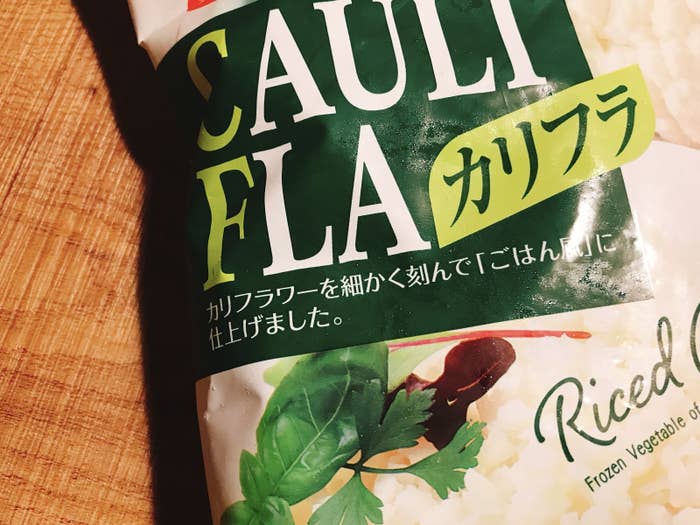 CAULI
FLA
カリフラ
カリフラワーを細かく刻んで「ごはん風」に
仕上げました。
Riced
Frozen Vegetable of